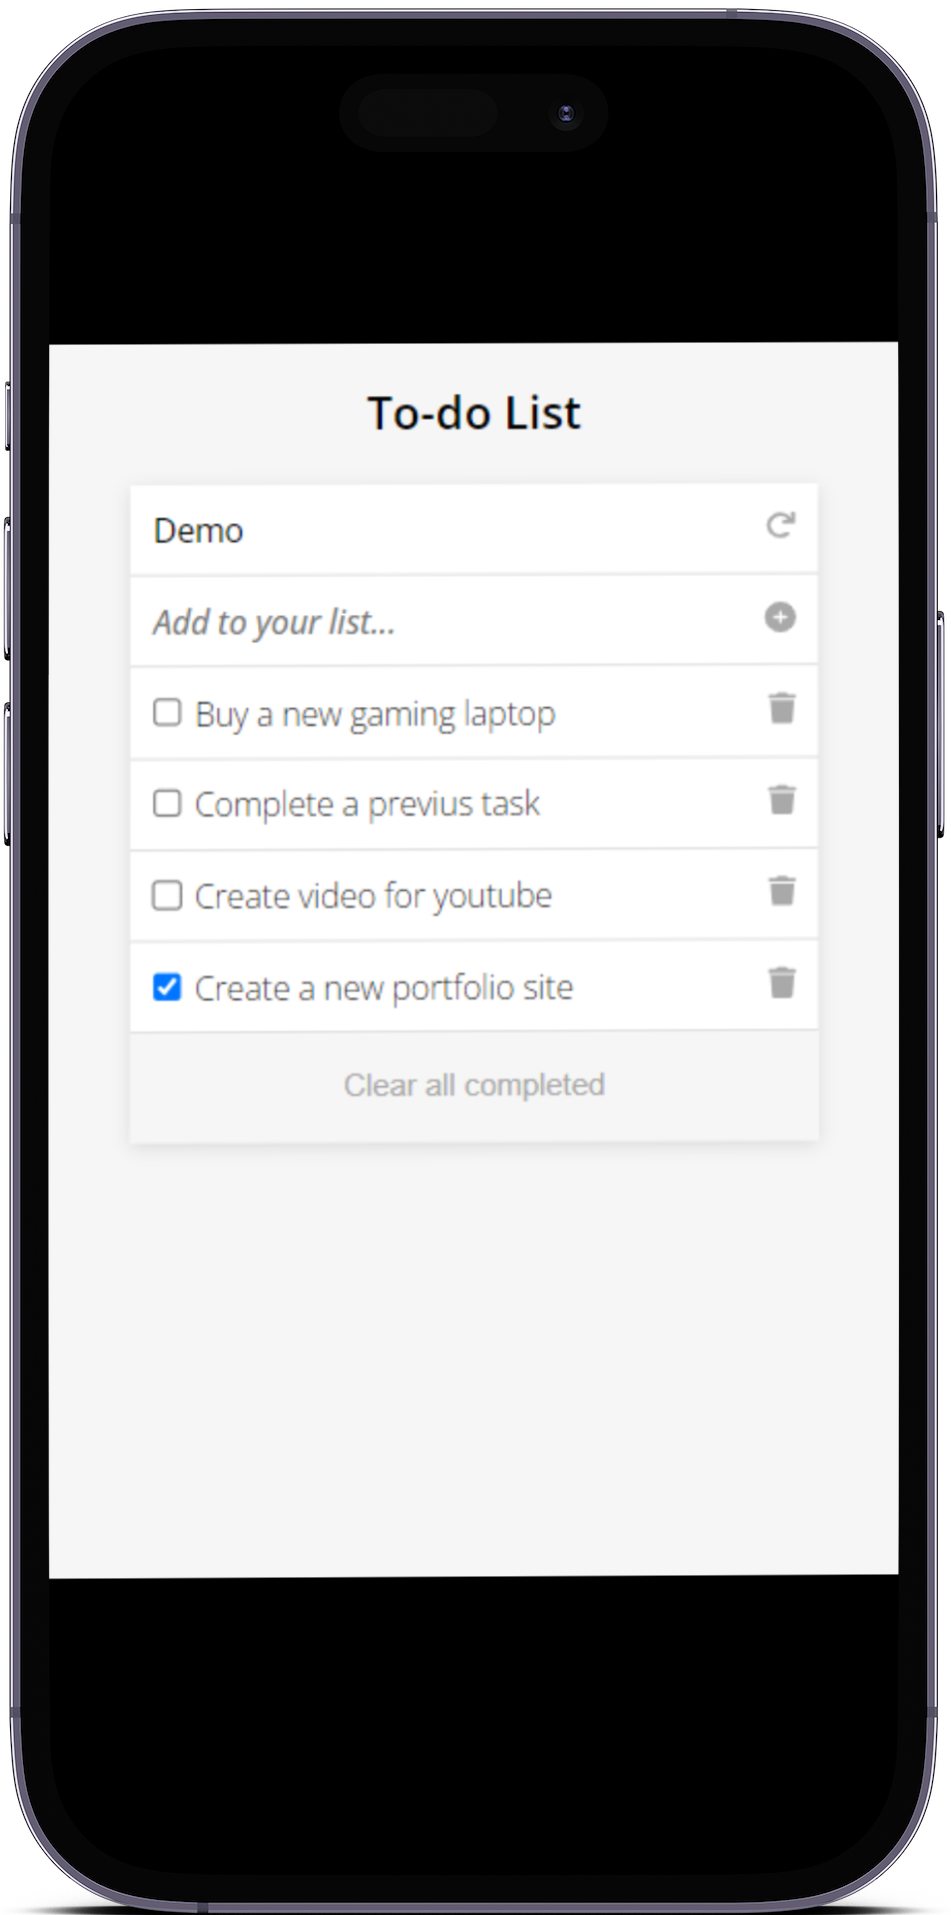 To-do List
Demo
Add to your list...
Buy a new gaming laptop
Complete a previus task
Create video for youtube
Create a new portfolio site
Clear all completed